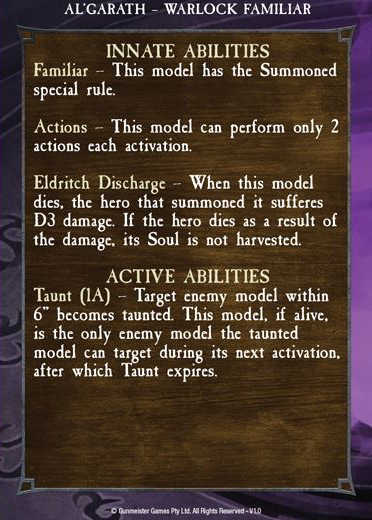 AL'GARATH – WARLOCK FAMILIAR
INNATE ABILITIES
Familiar – This model has the Summoned
special rule.
Actions – This model can perform only 2
actions each activation.
Eldritch Discharge – When this model
dies, the hero that summoned it sufferes
D3 damage. If the hero dies as a result of
the damage, its Soul is not harvested.
ACTIVE ABILITIES
Taunt (1A) – Target enemy model within
6” becomes taunted. This model, if alive,
is the only enemy model the taunted
model can target during its next activation,
after which Taunt expires.
© Gunmeister Games Pty Ltd. All Rights Reserved -V1.0